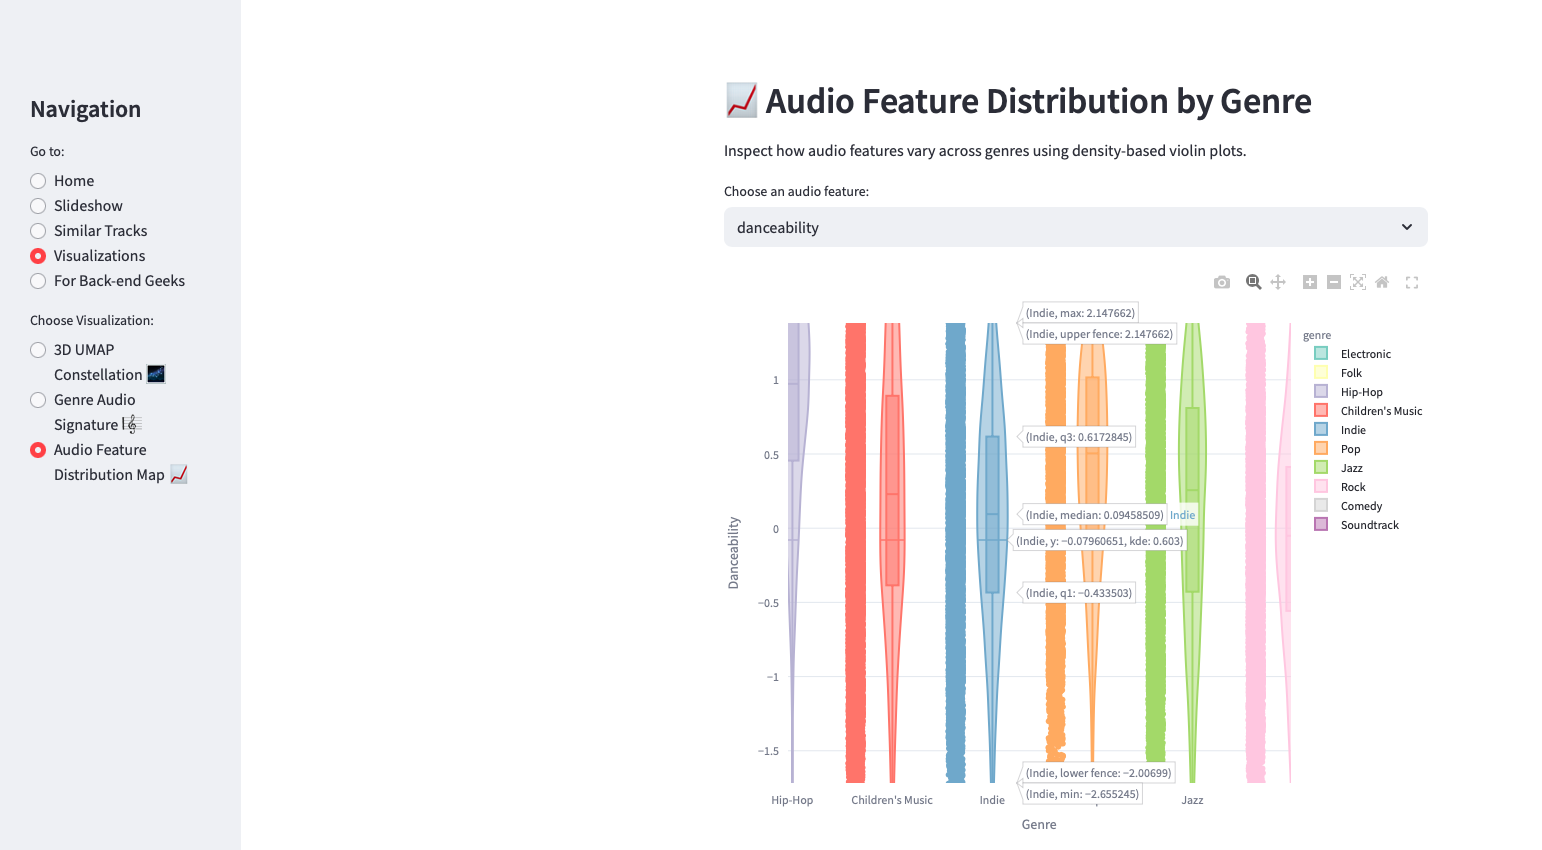 Navigation
Go to:
Home
Slideshow
Similar Tracks
Visualizations
For Back-end Geeks
Choose Visualization:
3D UMAP
Constellation
Genre Audio
Signature
Audio Feature
Distribution Map
Audio Feature Distribution by Genre
Inspect how audio features vary across genres using density-based violin plots.
Choose an audio feature:
danceability
(Indie, max: 2.147662)
(Indie, upper fence: 2.147662)
(Indie, q3: 0.6172845)
(Indie, median: 0.09458509) Indie
(Indie, y: −0.07960651, kde: 0.603)
(Indie, q1: −0.433503)
(Indie, lower fence: −2.00699)
(Indie, min: −2.655245)
1
0.5
0
−0.5
−1
−1.5
Danceability
Hip-Hop
Children's Music
Indie
Jazz
Genre
genre
Electronic
Folk
Hip-Hop
Children's Music
Indie
Pop
Jazz
Rock
Comedy
Soundtrack